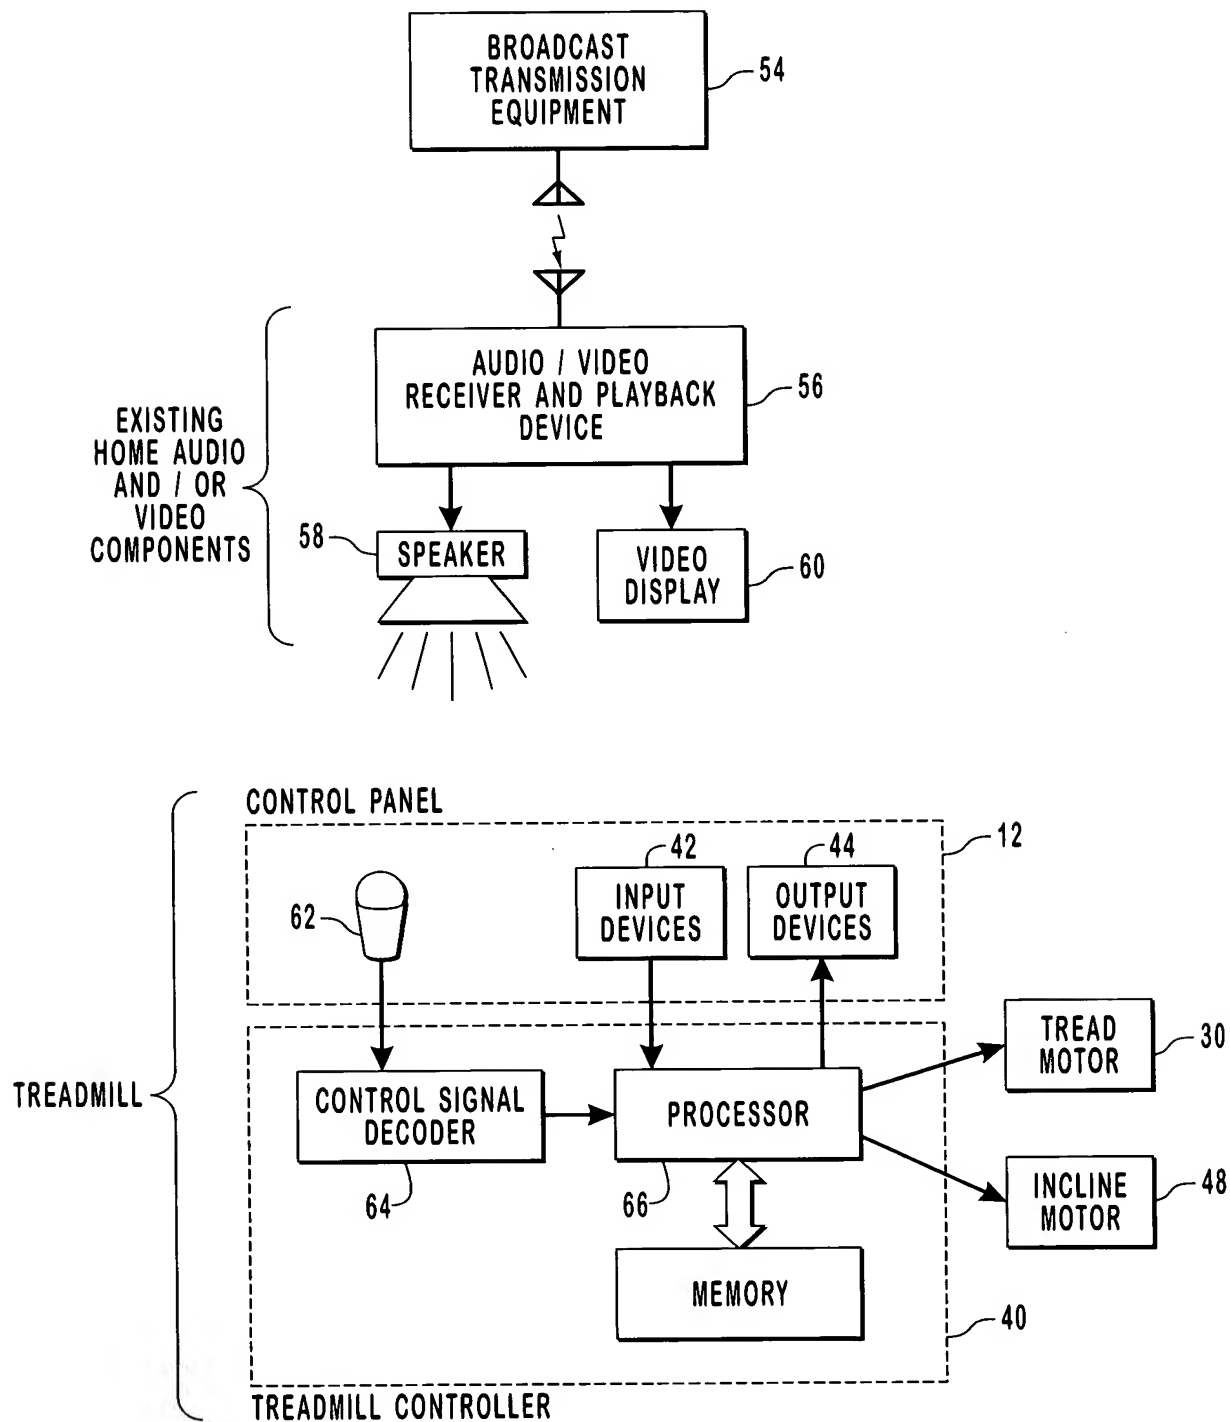 BROADCAST
TRANSMISSION
EQUIPMENT
54
AUDIO / VIDEO
RECEIVER AND PLAYBACK
DEVICE
56
EXISTING
HOME AUDIO
AND / OR
VIDEO
COMPONENTS
58
SPEAKER
VIDEO
DISPLAY
60
CONTROL PANEL
12
42
44
INPUT
DEVICES
OUTPUT
DEVICES
62
TREADMILL
CONTROL SIGNAL
DECODER
64
PROCESSOR
66
TREAD
MOTOR
30
INCLINE
MOTOR
48
MEMORY
40
TREADMILL CONTROLLER